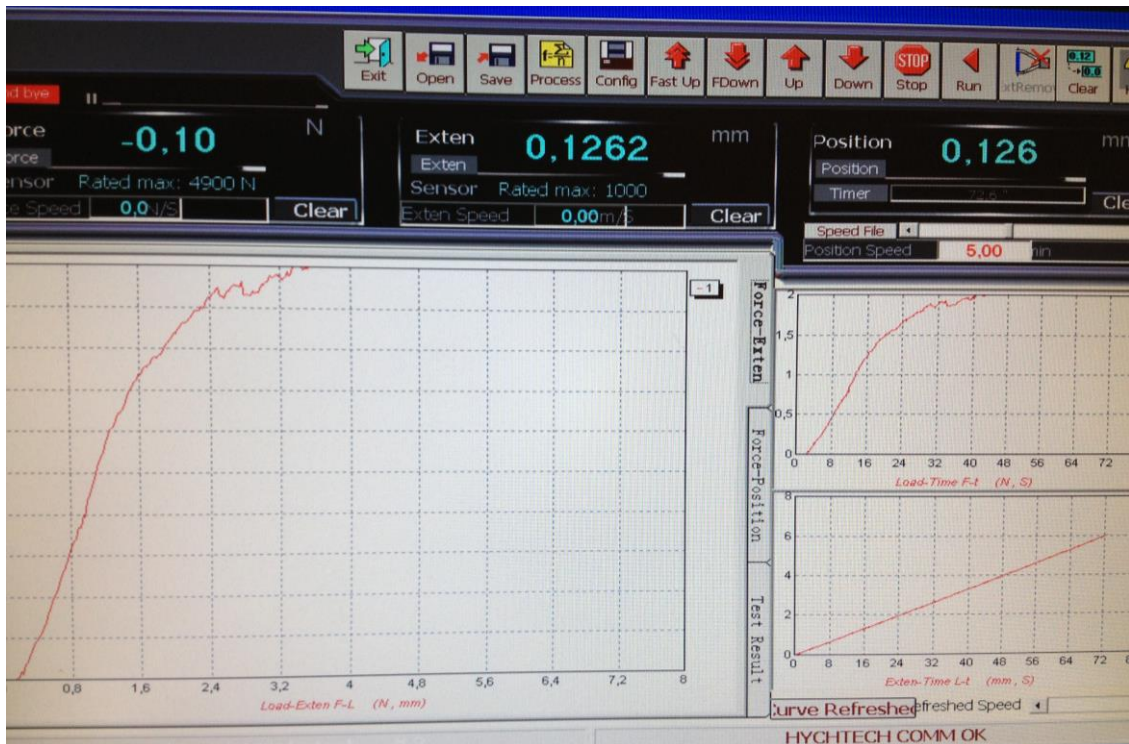 Exit Open Save Process Config Fast Up FDown Up Down Stop Run Clear
STOP
0.12
→0.0
-0,10 N
Rated max: 4900 N
0,0 N/S Clear
Exten 0,1262 mm
Exten
Sensor Rated max: 1000
Exten Speed 0,00 m/S Clear
Position 0,126
Position
Timer
Speed File
Position Speed 5,00
-1
Force-Exten
Force-Position
Test Result
0,8 1,6 2,4 3,2 4 4,8 5,6 6,4 7,2 8
Load-Exten F-L (N, mm)
2
1,5
1
0,5
0
0 8 16 24 32 40 48 56 64 72
Load-Time F-t (N, S)
8
6
4
2
0
0 8 16 24 32 40 48 56 64 72
Exten-Time L-t (mm, S)
Curve Refreshed efreshed Speed
HYCHTECH COMM OK